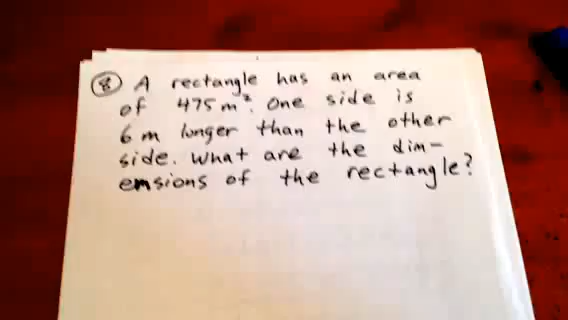 ⑧ A rectangle has an area
of 475 m². One side is
6 m longer than the other
side. What are the dim-
emsions of the rectangle?